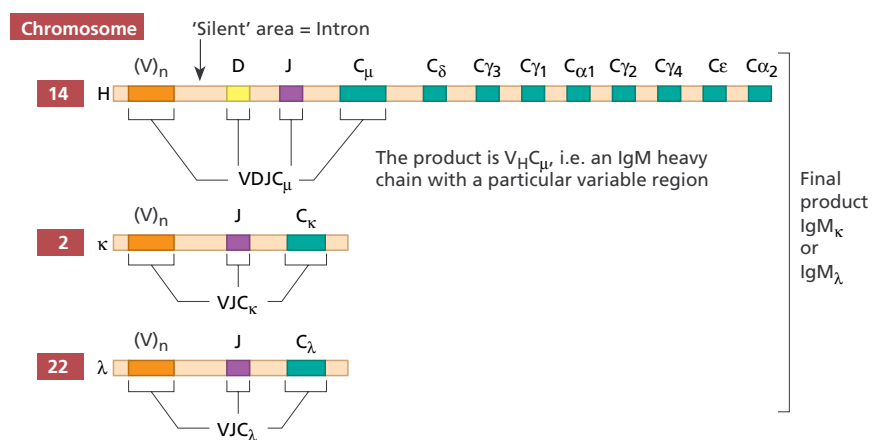 Chromosome
'Silent' area = Intron
(V)n D J Cμ Cδ Cγ3 Cγ1 Cα1 Cγ2 Cγ4 Cε Cα2
14 H
VDJCμ
The product is VHCμ, i.e. an IgM heavy
chain with a particular variable region
(V)n J Cκ
2 κ
VJCκ
(V)n J Cλ
22 λ
VJCλ
Final
product
IgMκ
or
IgMλ